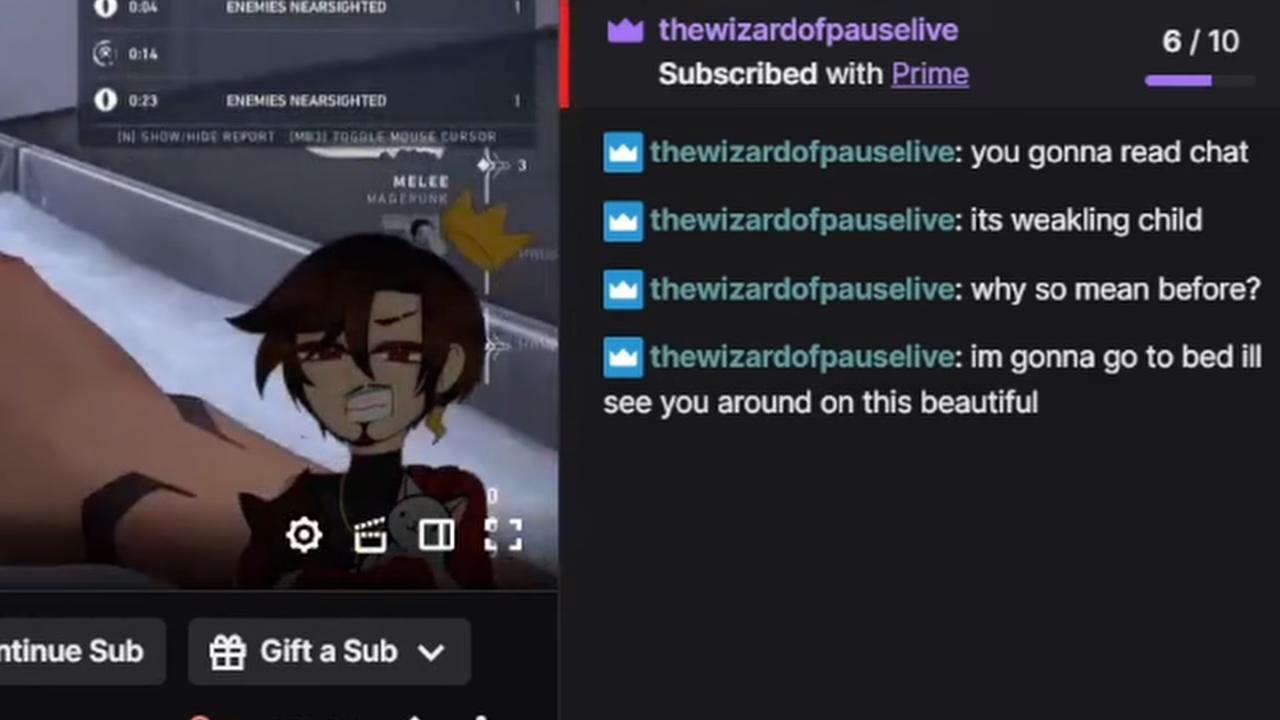 0:04 ENEMIES NEARSIGHTED 1
0:14
0:23 ENEMIES NEARSIGHTED 1
[N] SHOW/HIDE REPORT [MB3] TOGGLE MOUSE CURSOR
3
MELEE
MAGEPUNK
0
ntinue Sub
Gift a Sub
thewizardofpauselive
Subscribed with Prime
6 / 10
thewizardofpauselive: you gonna read chat
thewizardofpauselive: its weakling child
thewizardofpauselive: why so mean before?
thewizardofpauselive: im gonna go to bed ill
see you around on this beautiful